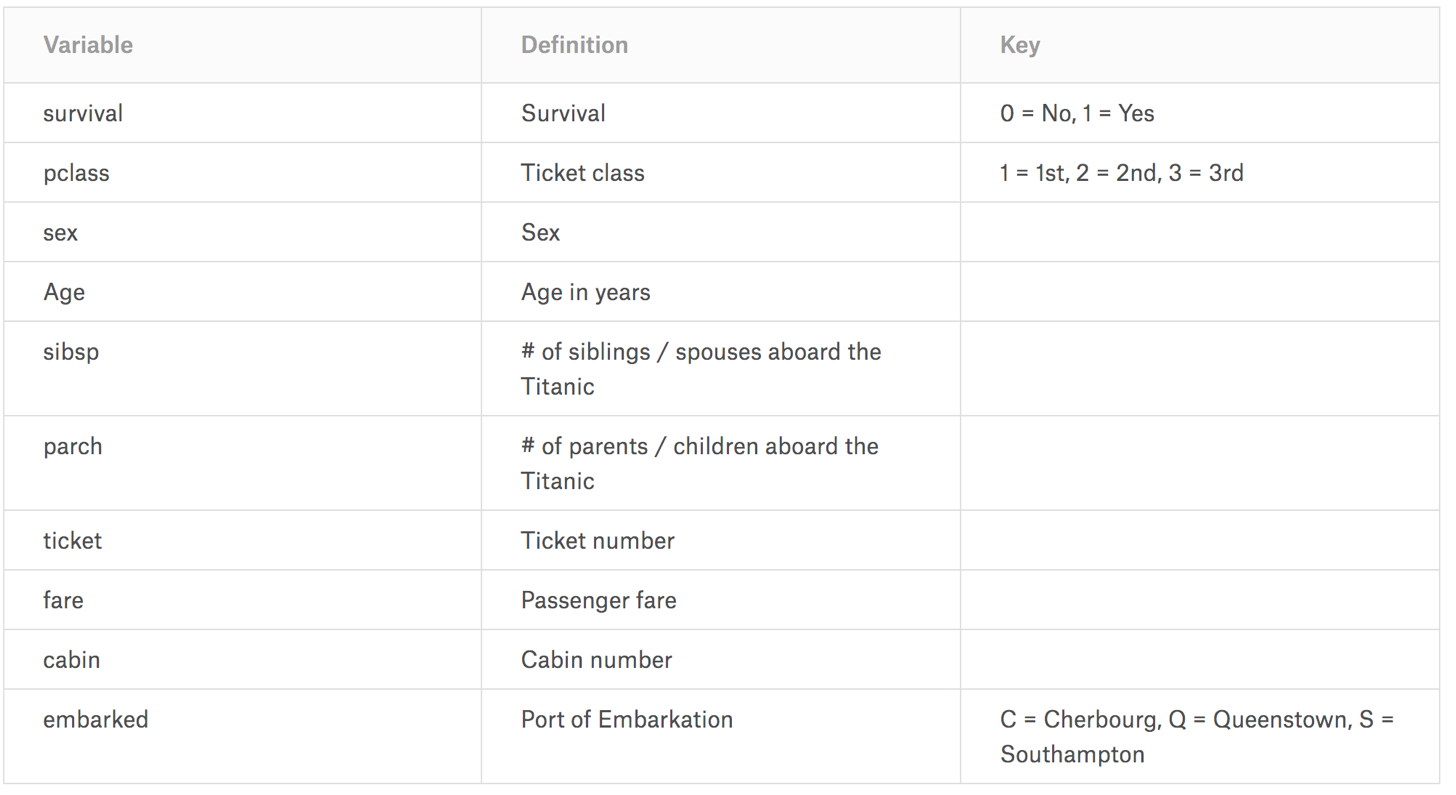 Variable Definition Key
survival Survival 0 = No, 1 = Yes
pclass Ticket class 1 = 1st, 2 = 2nd, 3 = 3rd
sex Sex
Age Age in years
sibsp # of siblings / spouses aboard the
Titanic
parch # of parents / children aboard the
Titanic
ticket Ticket number
fare Passenger fare
cabin Cabin number
embarked Port of Embarkation C = Cherbourg, Q = Queenstown, S =
Southampton